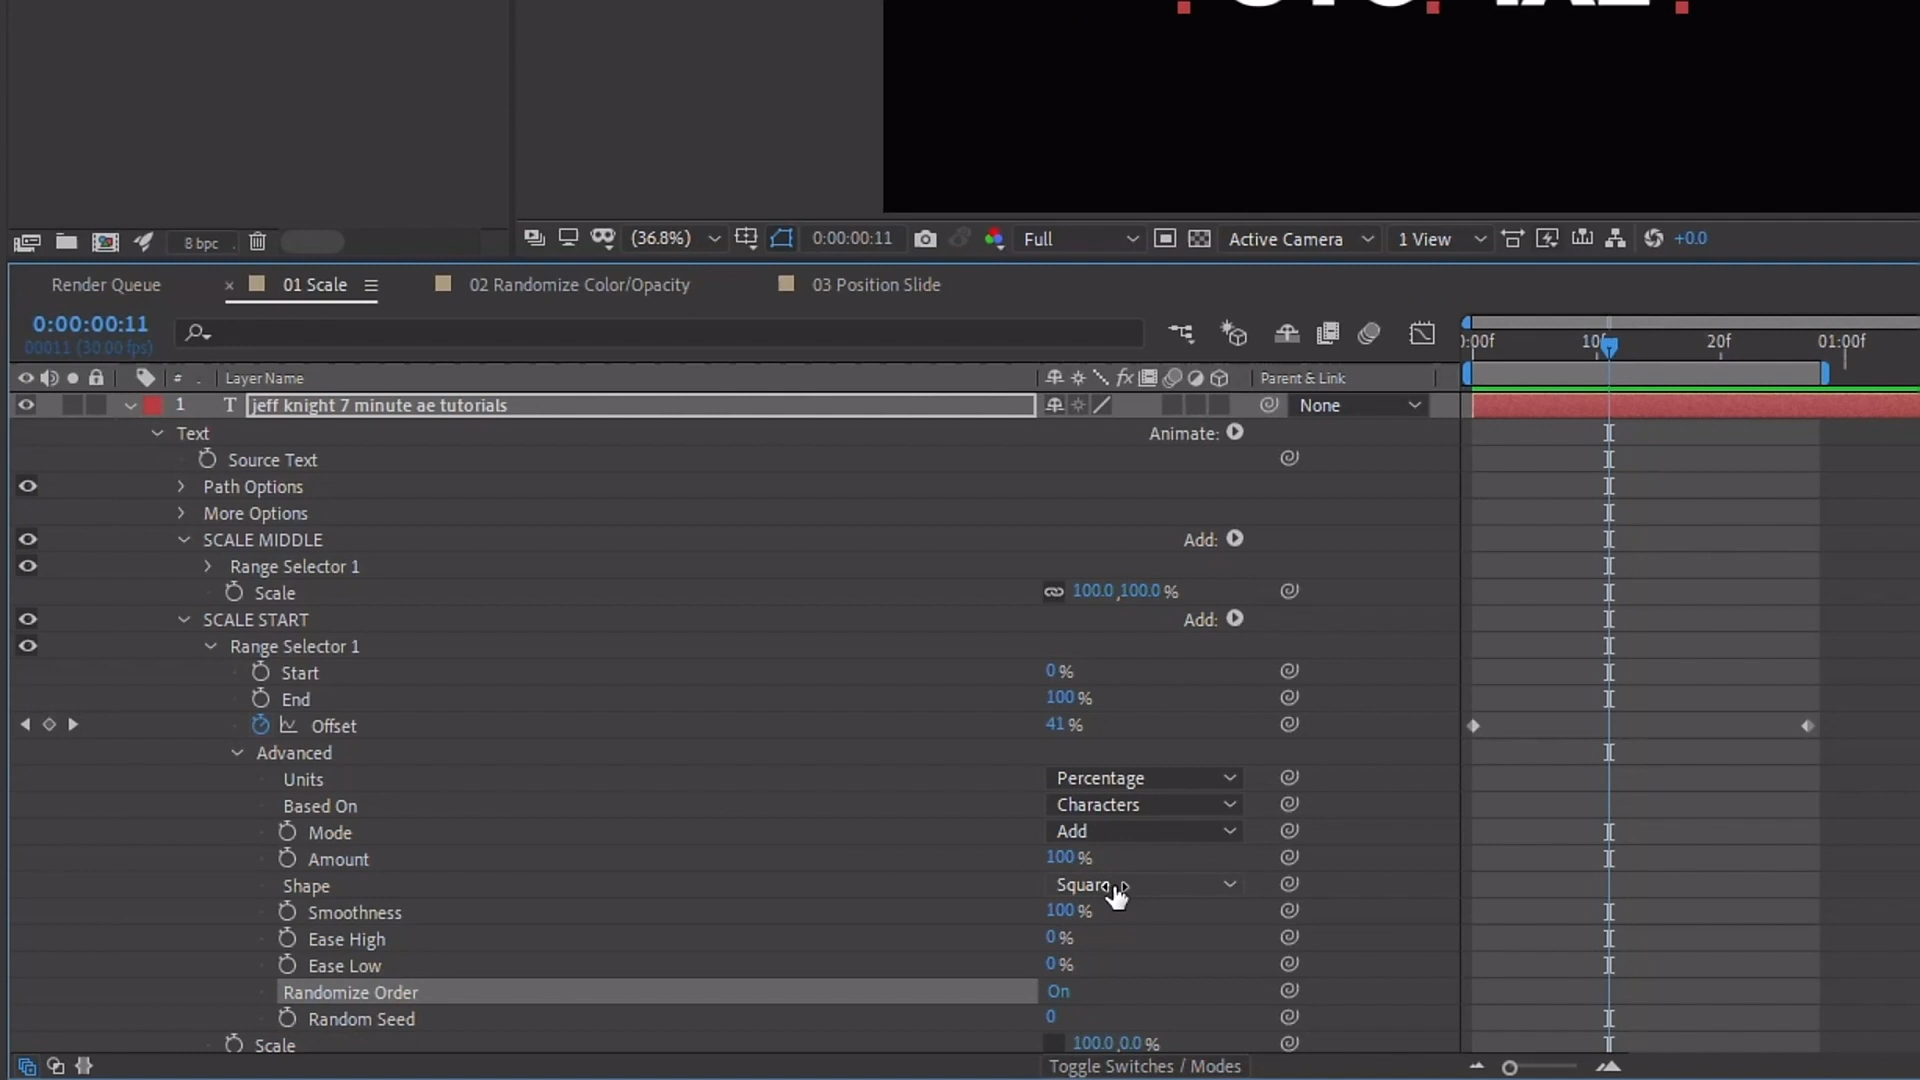 8 bpc
(36.8%)
0:00:00:11
Full
Active Camera
1 View
+0.0
Render Queue
01 Scale
02 Randomize Color/Opacity
03 Position Slide
0:00:00:11
00011 (30.00 fps)
:00f
10f
20f
01:00f
#
Layer Name
fx
Parent & Link
1 T jeff knight 7 minute ae tutorials
None
Text
Animate:
Source Text
Path Options
More Options
SCALE MIDDLE
Add:
Range Selector 1
Scale
100.0,100.0 %
SCALE START
Add:
Range Selector 1
Start
0 %
End
100 %
Offset
41 %
Advanced
Units
Percentage
Based On
Characters
Mode
Add
Amount
100 %
Shape
Square
Smoothness
100 %
Ease High
0 %
Ease Low
0 %
Randomize Order
On
Random Seed
0
Scale
100.0,0.0 %
Toggle Switches / Modes